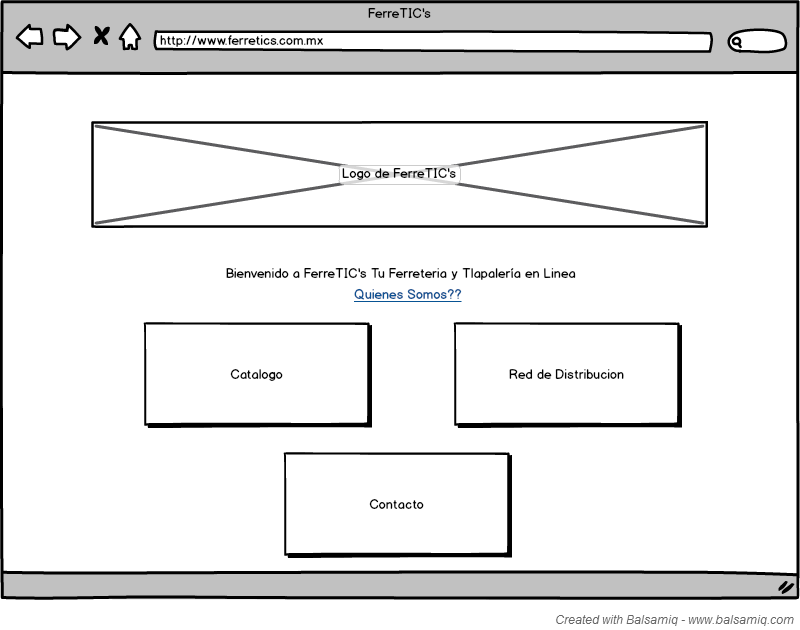 FerreTIC's
http://www.ferretics.com.mx
Logo de FerreTIC's
Bienvenido a FerreTIC's Tu Ferreteria y Tlapalería en Linea
Quienes Somos??
Catalogo
Red de Distribucion
Contacto
Created with Balsamiq - www.balsamiq.com